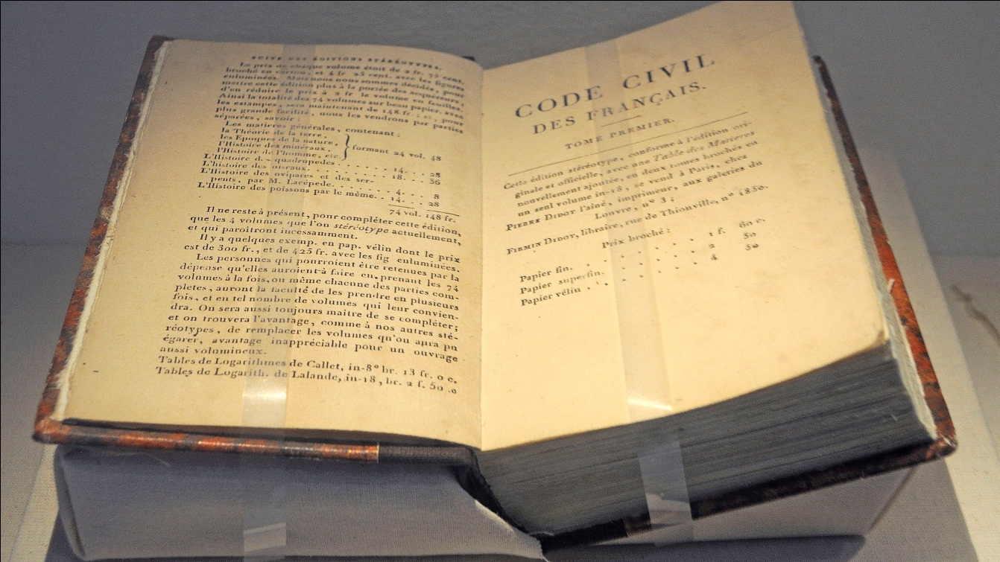 SUITE DES ÉDITIONS STÉRÉOTYPES.
Le prix de chaque volume étoit de 2 fr. 75 cent.
broché en carton, et 4 fr 25 cent. avec les figures
enluminées. Mais nous nous sommes décidés, pour
mettre cette édition plus à la portée des acquéreurs,
d'en réduire le prix à 2 fr le volume en feuilles.
Ainsi la totalité des 74 volumes sur beau papier, avec
les estampes, sera maintenant de 148 fr.; et, pour
plus grande facilité, nous les vendrons par parties
séparées, savoir:
Les matieres générales, contenant:
la Théorie de la terre,
les Epoques de la nature,
l'Histoire des minéraux,
l'Histoire de l'homme, etc.
} formant 24 vol. 48
L'Histoire des quadrupedes . . . . . . . 14. . . 28
L'histoire des oiseaux . . . . . . . 18. . . 36
L'Histoire des ovipares et des ser-
pents, par M. Lacépede. . . . . . 4. . . 8
L'Histoire des poissons par le même. . 14. . . 28
74 vol. 148 fr.
Il ne reste à présent, pour compléter cette édition,
que les 4 volumes que l'on stéréotype actuellement,
et qui paroîtront incessamment.
Il y a quelques exemp. en pap. vélin dont le prix
est de 300 fr., et de 425 fr. avec les fig enluminées.
Les personnes qui pourroient être retenues par la
dépense qu'elles auroient à faire en prenant les 74
volumes à la fois, ou même chacune des parties com-
pletes, auront la faculté de les prendre en plusieurs
fois, et en tel nombre de volumes qui leur convien-
dra. On sera aussi toujours maitre de se compléter;
et on trouvera l'avantage, comme à nos autres sté-
réotypes, de remplacer les volumes qu'on aura pu
égarer, avantage inappréciable pour un ouvrage
aussi volumineux.
Tables de Logarithmes de Callet, in-8° br. 13 fr. 0 c.
Tables de Logarith. de Lalande, in-18, br. 2 f. 50 c
CODE CIVIL
DES FRANÇAIS.
TOME PREMIER.
Cette édition stéréotype, conforme à l'édition ori-
ginale et officielle, avec une Table des Matieres
nouvellement ajoutée, en deux tomes brochés en
un seul volume in-18, se vend à Paris, chez
PIERRE DIDOT l'aîné, imprimeur, aux galeries du
Louvre, n° 3;
FIRMIN DIDOT, libraire, rue de Thionville, n° 1850.
Prix broché:
Papier fin. . . . . . . 1 f. 60 c.
Papier superfin. . . . . . 2 50
Papier vélin . . . . . . 4 50